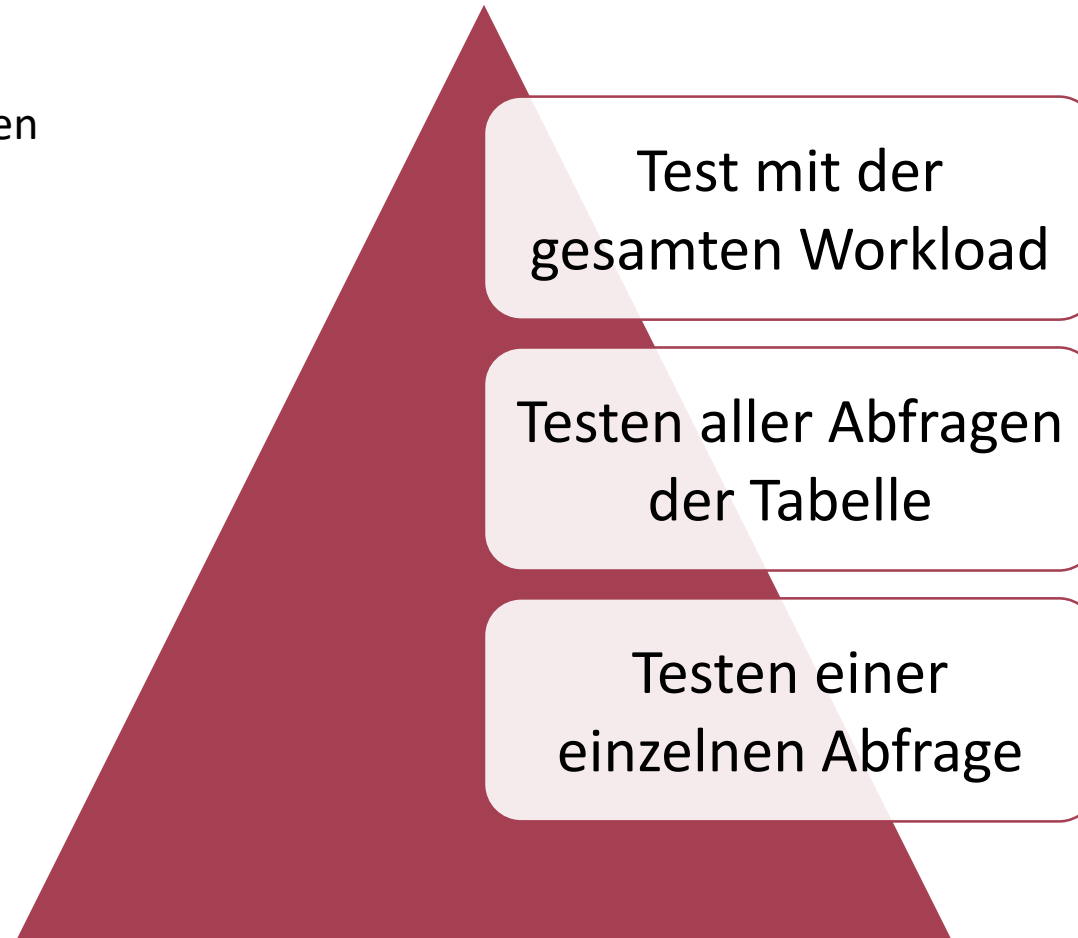 en
Test mit der
gesamten Workload
Testen aller Abfragen
der Tabelle
Testen einer
einzelnen Abfrage